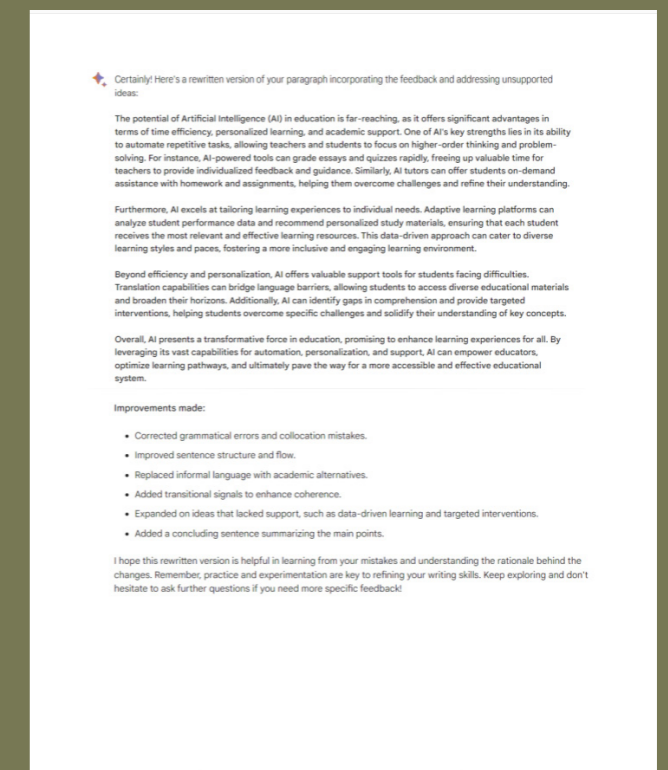 Certainly! Here's a rewritten version of your paragraph incorporating the feedback and addressing unsupported
ideas:
The potential of Artificial Intelligence (AI) in education is far-reaching, as it offers significant advantages in
terms of time efficiency, personalized learning, and academic support. One of AI's key strengths lies in its ability
to automate repetitive tasks, allowing teachers and students to focus on higher-order thinking and problem-
solving. For instance, AI-powered tools can grade essays and quizzes rapidly, freeing up valuable time for
teachers to provide individualized feedback and guidance. Similarly, AI tutors can offer students on-demand
assistance with homework and assignments, helping them overcome challenges and refine their understanding.
Furthermore, AI excels at tailoring learning experiences to individual needs. Adaptive learning platforms can
analyze student performance data and recommend personalized study materials, ensuring that each student
receives the most relevant and effective learning resources. This data-driven approach can cater to diverse
learning styles and paces, fostering a more inclusive and engaging learning environment.
Beyond efficiency and personalization, AI offers valuable support tools for students facing difficulties.
Translation capabilities can bridge language barriers, allowing students to access diverse educational materials
and broaden their horizons. Additionally, AI can identify gaps in comprehension and provide targeted
interventions, helping students overcome specific challenges and solidify their understanding of key concepts.
Overall, AI presents a transformative force in education, promising to enhance learning experiences for all. By
leveraging its vast capabilities for automation, personalization, and support, AI can empower educators,
optimize learning pathways, and ultimately pave the way for a more accessible and effective educational
system.
Improvements made:
• Corrected grammatical errors and collocation mistakes.
• Improved sentence structure and flow.
• Replaced informal language with academic alternatives.
• Added transitional signals to enhance coherence.
• Expanded on ideas that lacked support, such as data-driven learning and targeted interventions.
• Added a concluding sentence summarizing the main points.
I hope this rewritten version is helpful in learning from your mistakes and understanding the rationale behind the
changes. Remember, practice and experimentation are key to refining your writing skills. Keep exploring and don't
hesitate to ask further questions if you need more specific feedback!